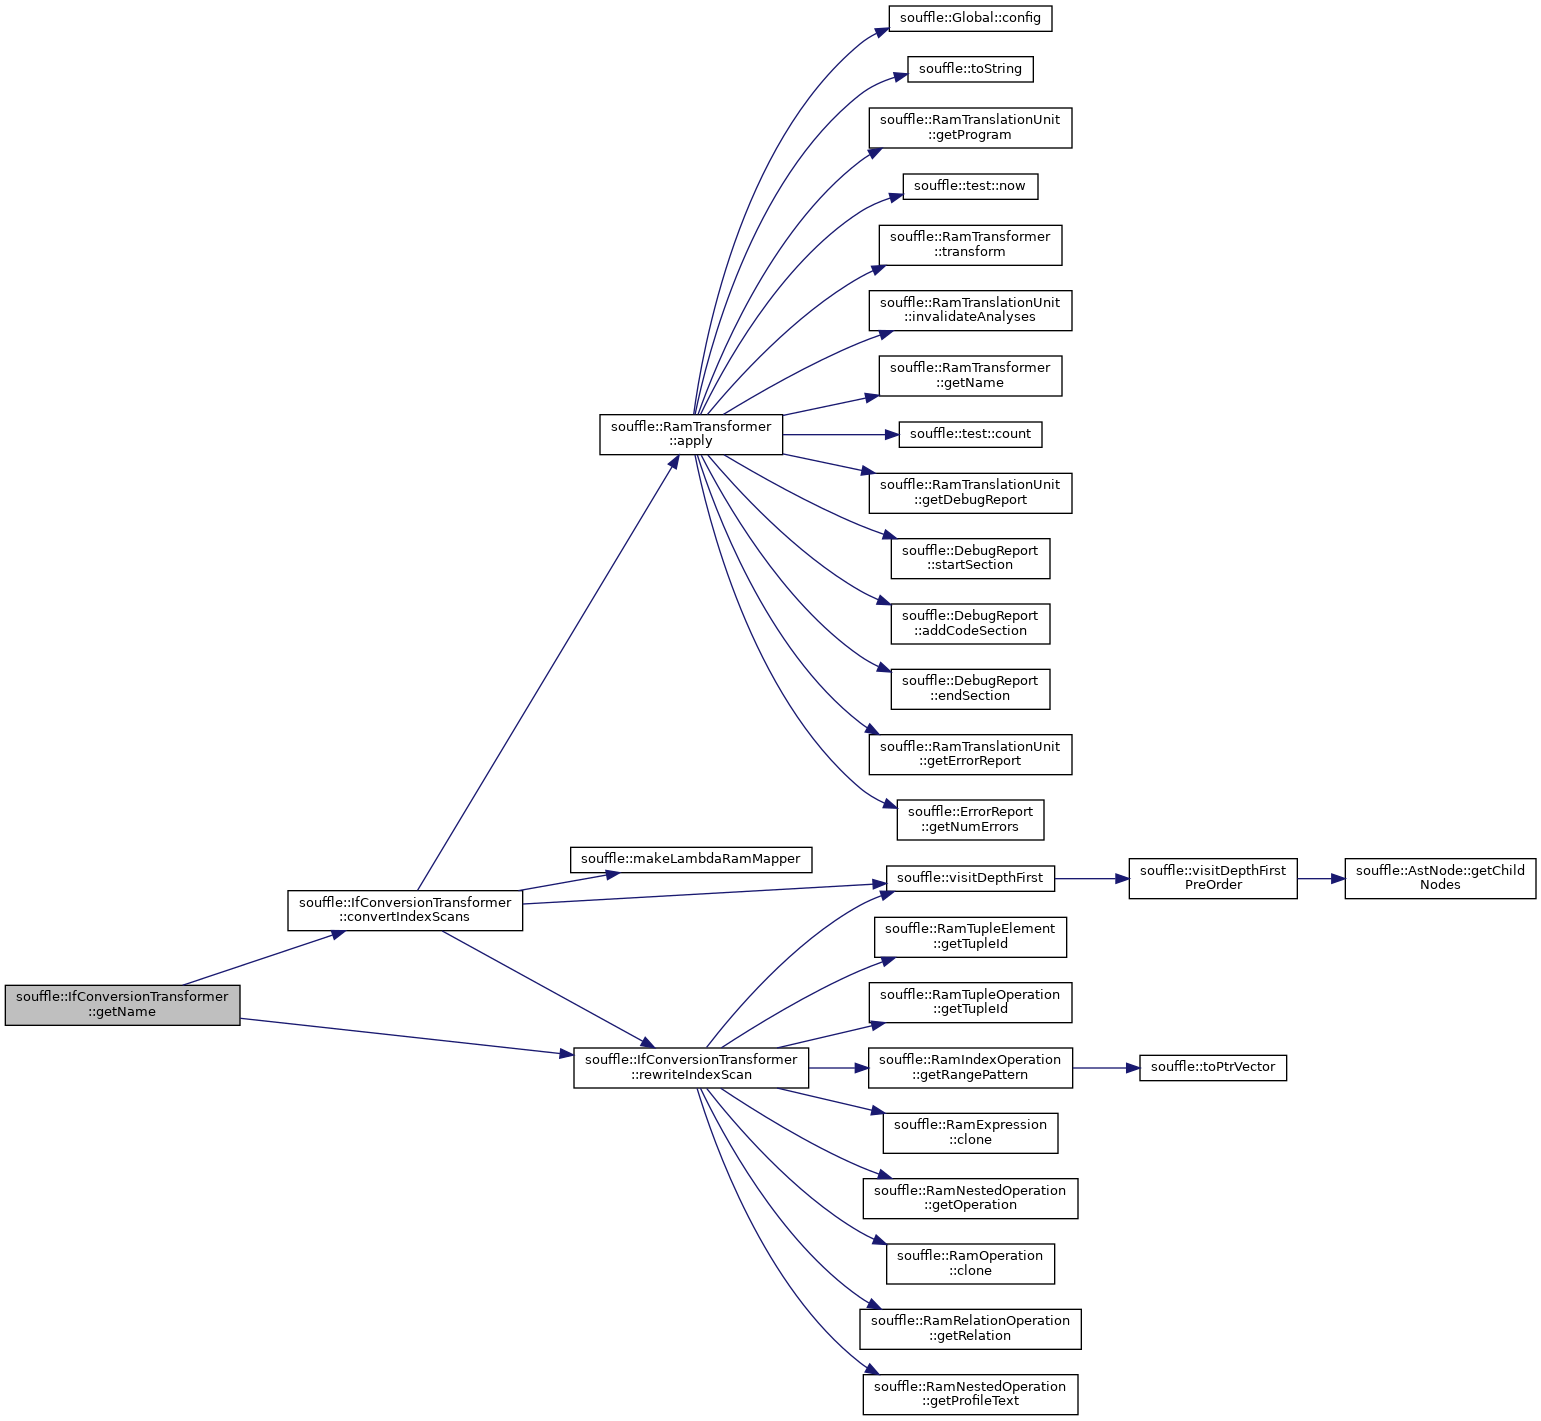 souffle::Global::config
souffle::toString
souffle::RamTranslationUnit
::getProgram
souffle::test::now
souffle::RamTransformer
::transform
souffle::RamTranslationUnit
::invalidateAnalyses
souffle::RamTransformer
::getName
souffle::RamTransformer
::apply
souffle::test::count
souffle::RamTranslationUnit
::getDebugReport
souffle::DebugReport
::startSection
souffle::DebugReport
::addCodeSection
souffle::DebugReport
::endSection
souffle::RamTranslationUnit
::getErrorReport
souffle::ErrorReport
::getNumErrors
souffle::makeLambdaRamMapper
souffle::visitDepthFirst
souffle::visitDepthFirst
PreOrder
souffle::AstNode::getChild
Nodes
souffle::IfConversionTransformer
::convertIndexScans
souffle::RamTupleElement
::getTupleId
souffle::IfConversionTransformer
::getName
souffle::RamTupleOperation
::getTupleId
souffle::IfConversionTransformer
::rewriteIndexScan
souffle::RamIndexOperation
::getRangePattern
souffle::toPtrVector
souffle::RamExpression
::clone
souffle::RamNestedOperation
::getOperation
souffle::RamOperation
::clone
souffle::RamRelationOperation
::getRelation
souffle::RamNestedOperation
::getProfileText